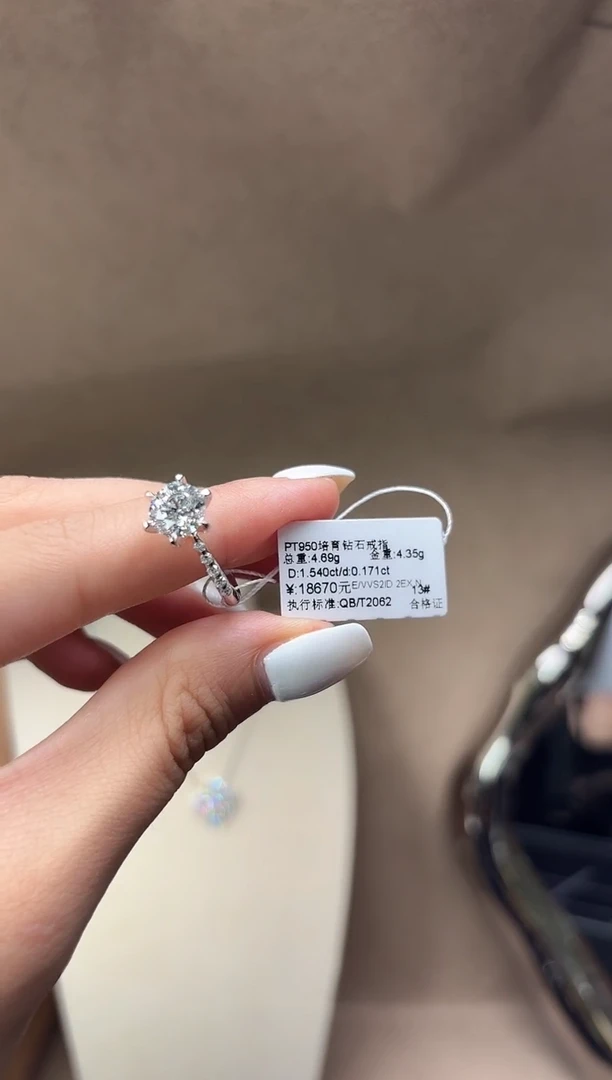 PT950培育钻石戒指
总重:4.69g 金重:4.35g
D:1.540ct/d:0.171ct
¥:18670元E/VVS2/D 2EX,N 13#
执行标准:QB/T2062 合格证